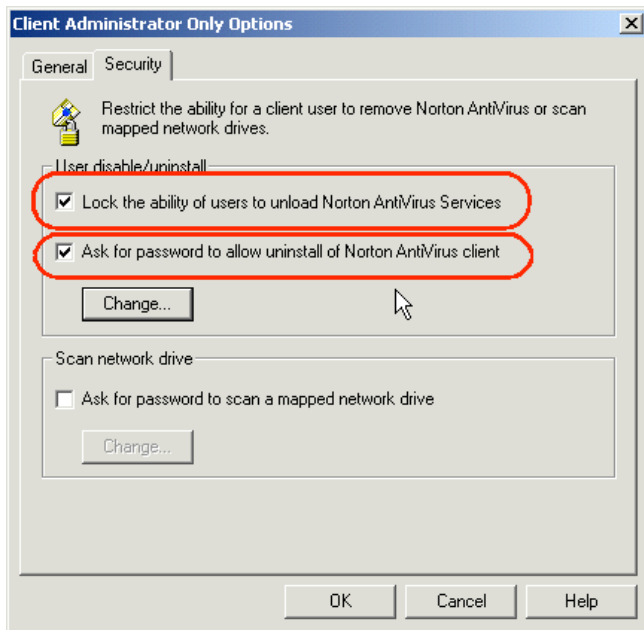 Client Administrator Only Options
General
Security
Restrict the ability for a client user to remove Norton AntiVirus or scan
mapped network drives.
User disable/uninstall
Lock the ability of users to unload Norton AntiVirus Services
Ask for password to allow uninstall of Norton AntiVirus client
Change...
Scan network drive
Ask for password to scan a mapped network drive
Change...
OK
Cancel
Help